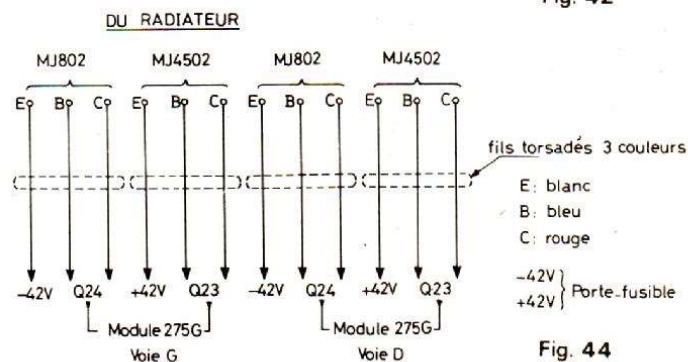 Fig. 42
DU RADIATEUR
MJ802 MJ4502 MJ802 MJ4502
E B C E B C E B C E B C
fils torsadés 3 couleurs
E: blanc
B: bleu
C: rouge
-42V
+42V
Porte-fusible
-42V Q24 +42V Q23 -42V Q24 +42V Q23
Module 275G Module 275G
Voie G Voie D
Fig. 44